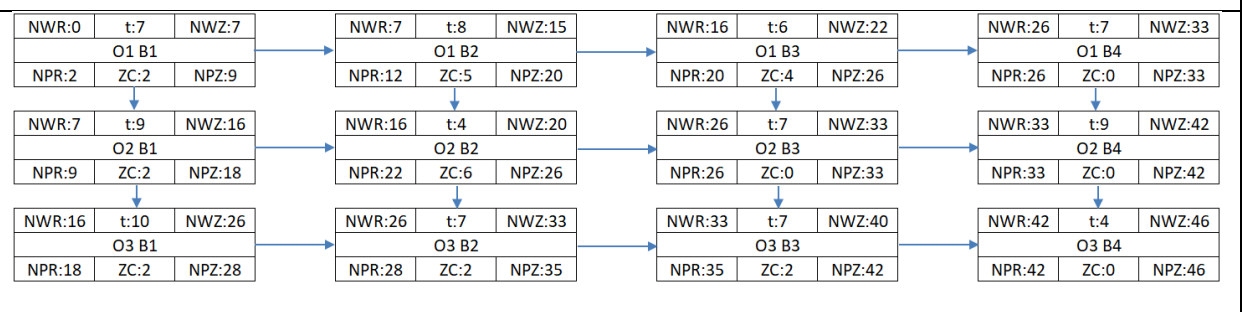 NWR:0 t:7 NWZ:7 NWR:7 t:8 NWZ:15 NWR:16 t:6 NWZ:22 NWR:26 t:7 NWZ:33
O1 B1 O1 B2 O1 B3 O1 B4
NPR:2 ZC:2 NPZ:9 NPR:12 ZC:5 NPZ:20 NPR:20 ZC:4 NPZ:26 NPR:26 ZC:0 NPZ:33
NWR:7 t:9 NWZ:16 NWR:16 t:4 NWZ:20 NWR:26 t:7 NWZ:33 NWR:33 t:9 NWZ:42
O2 B1 O2 B2 O2 B3 O2 B4
NPR:9 ZC:2 NPZ:18 NPR:22 ZC:6 NPZ:26 NPR:26 ZC:0 NPZ:33 NPR:33 ZC:0 NPZ:42
NWR:16 t:10 NWZ:26 NWR:26 t:7 NWZ:33 NWR:33 t:7 NWZ:40 NWR:42 t:4 NWZ:46
O3 B1 O3 B2 O3 B3 O3 B4
NPR:18 ZC:2 NPZ:28 NPR:28 ZC:2 NPZ:35 NPR:35 ZC:2 NPZ:42 NPR:42 ZC:0 NPZ:46